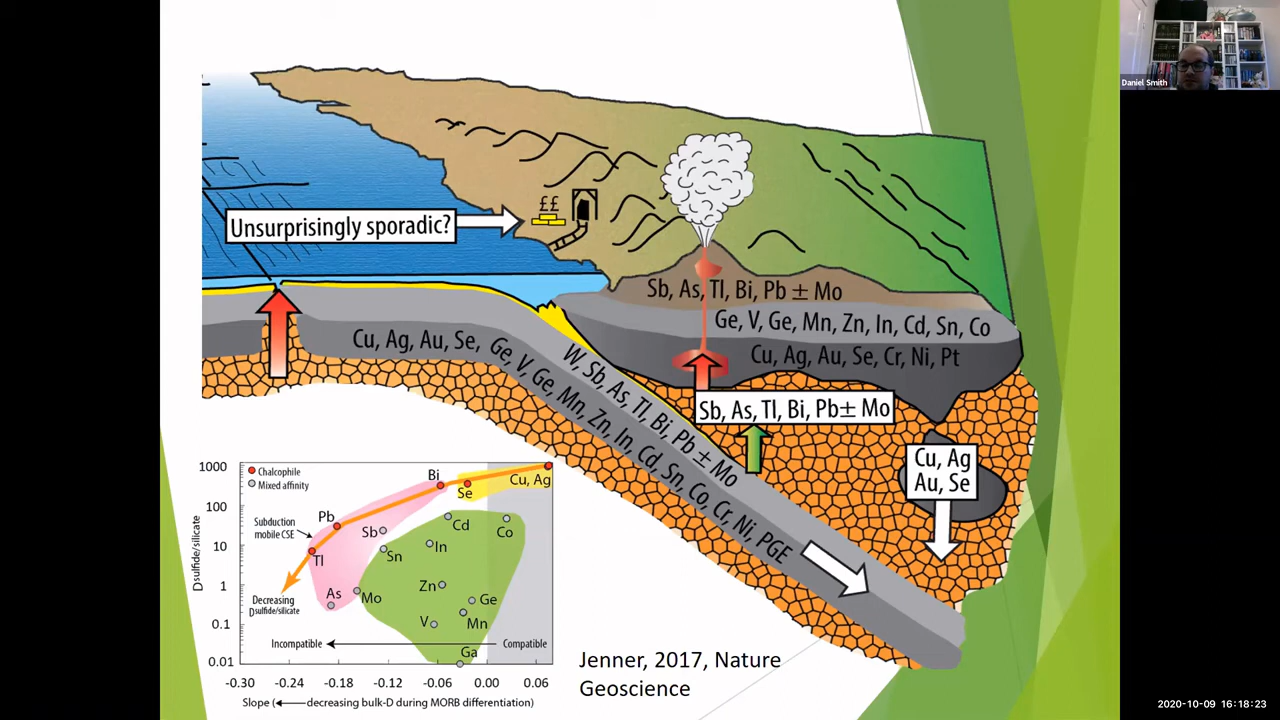 Daniel Smith
££
Unsurprisingly sporadic?
Sb, As, Tl, Bi, Pb ± Mo
Ge, V, Ge, Mn, Zn, In, Cd, Sn, Co
Cu, Ag, Au, Se, Cr, Ni, Pt
Cu, Ag, Au, Se, Ge, V, Ge, Mn, Zn, In, Cd, Sn, Co, Cr, Ni, PGE
W, Sb, As, Tl, Bi, Pb ± Mo
Sb, As, Tl, Bi, Pb± Mo
Cu, Ag
Au, Se
1000
100
10
1
0.1
0.01
Dsulfide/silicate
Chalcophile
Mixed affinity
Bi
Se
Cu, Ag
Pb
Subduction
mobile CSE
Sb
Cd
Co
Tl
Sn
In
Decreasing
Dsulfide/silicate
As
Mo
Zn
Ge
V
Mn
Incompatible
Compatible
Ga
-0.30 -0.24 -0.18 -0.12 -0.06 0.00 0.06
Slope (decreasing bulk-D during MORB differentiation)
Jenner, 2017, Nature
Geoscience
2020-10-09 16:18:23